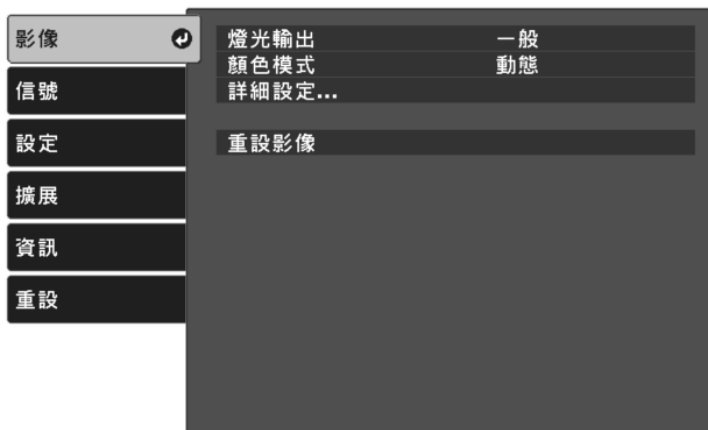 影像
信號
設定
擴展
資訊
重設
燈光輸出 一般
顏色模式 動態
詳細設定...
重設影像